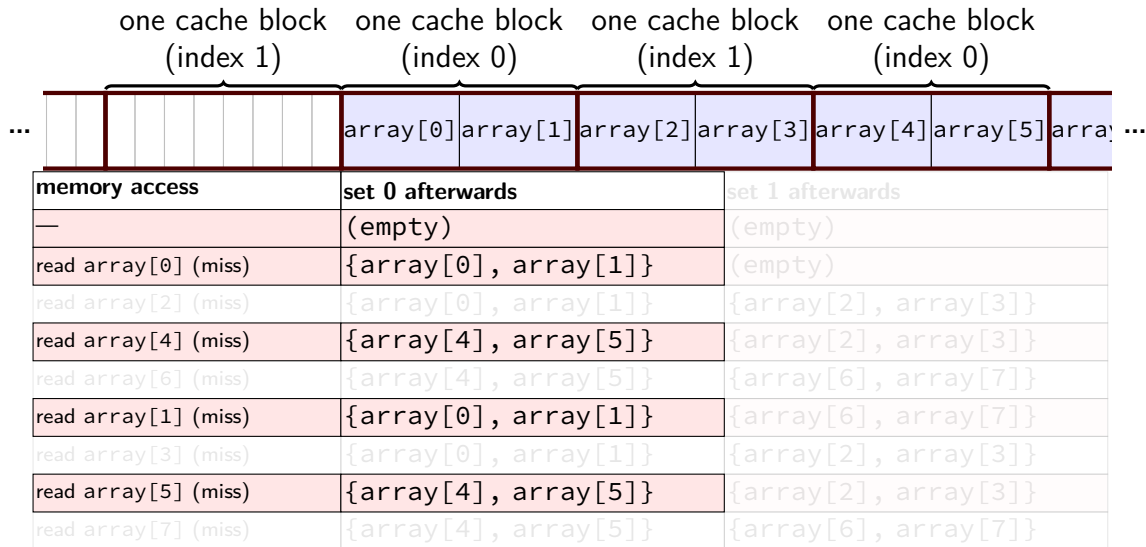 one cache block one cache block one cache block one cache block
(index 1) (index 0) (index 1) (index 0)
... array[0] array[1] array[2] array[3] array[4] array[5] array ...
memory access set 0 afterwards set 1 afterwards
— (empty) (empty)
read array[0] (miss) {array[0], array[1]} (empty)
read array[2] (miss) {array[0], array[1]} {array[2], array[3]}
read array[4] (miss) {array[4], array[5]} {array[2], array[3]}
read array[6] (miss) {array[4], array[5]} {array[6], array[7]}
read array[1] (miss) {array[0], array[1]} {array[6], array[7]}
read array[3] (miss) {array[0], array[1]} {array[2], array[3]}
read array[5] (miss) {array[4], array[5]} {array[2], array[3]}
read array[7] (miss) {array[4], array[5]} {array[6], array[7]}